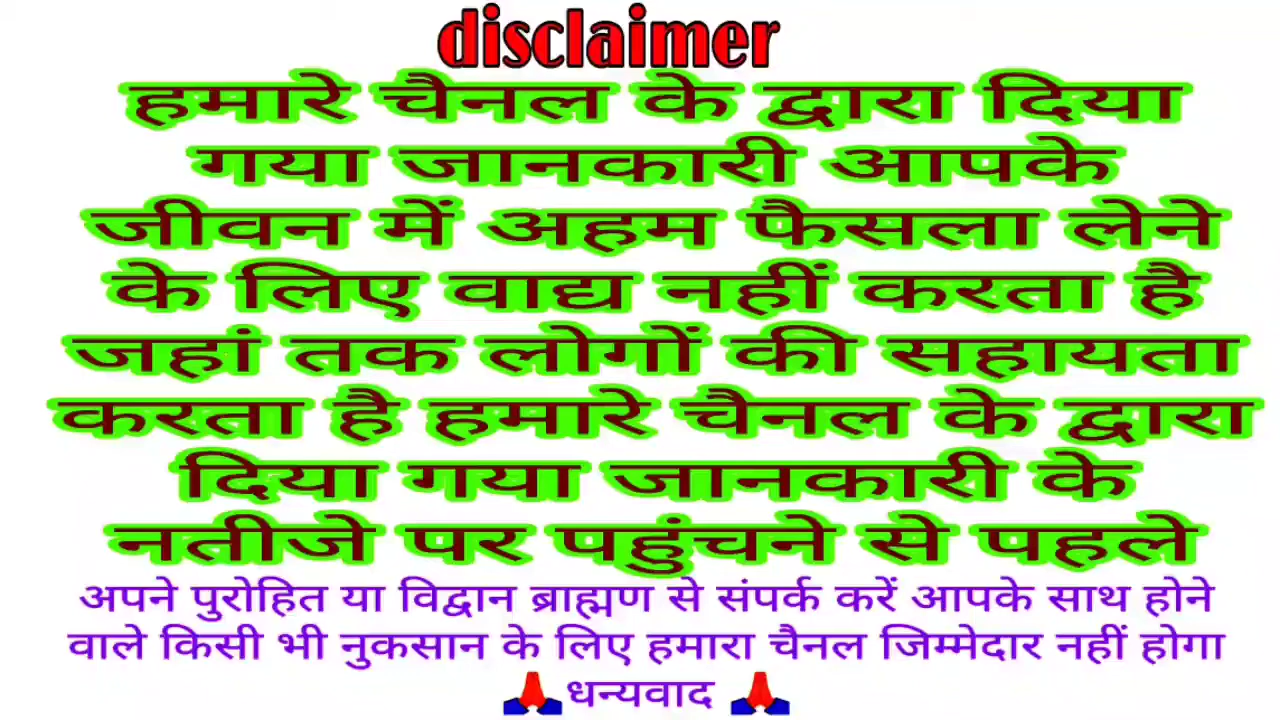 disclaimer
हमारे चैनल के द्वारा दिया
गया जानकारी आपके
जीवन में अहम फैसला लेने
के लिए वाद्य नहीं करता है
जहां तक लोगों की सहायता
करता है हमारे चैनल के द्वारा
दिया गया जानकारी के
नतीजे पर पहुंचने से पहले
अपने पुरोहित या विद्वान ब्राह्मण से संपर्क करें आपके साथ होने
वाले किसी भी नुकसान के लिए हमारा चैनल जिम्मेदार नहीं होगा
🙏धन्यवाद 🙏